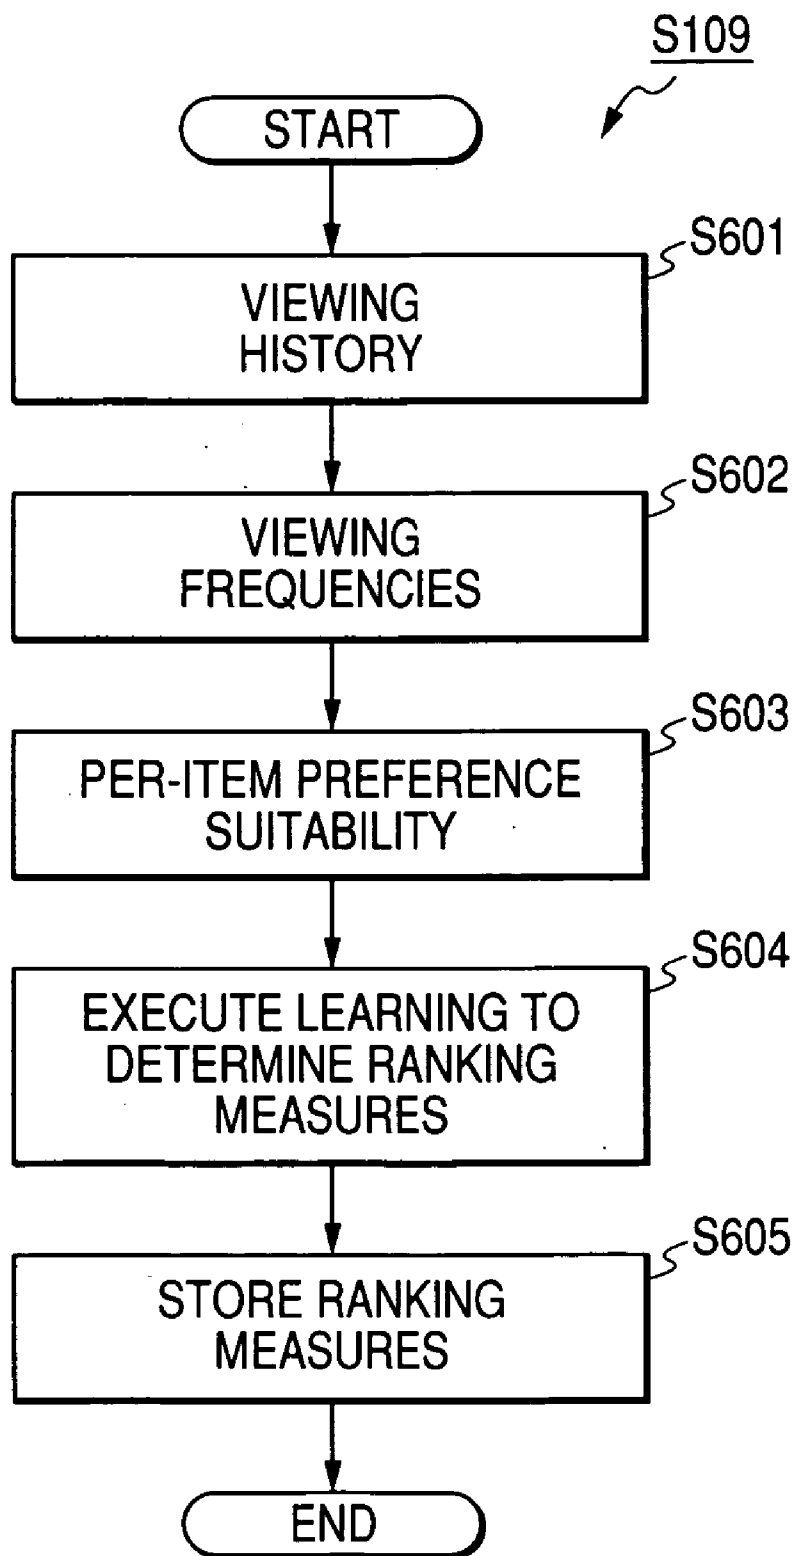 S109
START
S601
VIEWING
HISTORY
S602
VIEWING
FREQUENCIES
S603
PER-ITEM PREFERENCE
SUITABILITY
S604
EXECUTE LEARNING TO
DETERMINE RANKING
MEASURES
S605
STORE RANKING
MEASURES
END